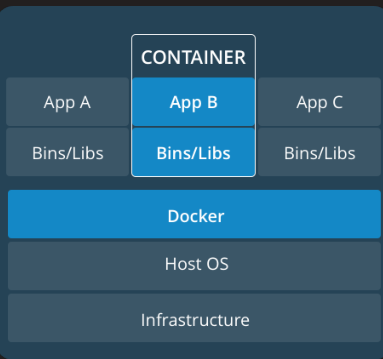 CONTAINER
App A App B App C
Bins/Libs Bins/Libs Bins/Libs
Docker
Host OS
Infrastructure